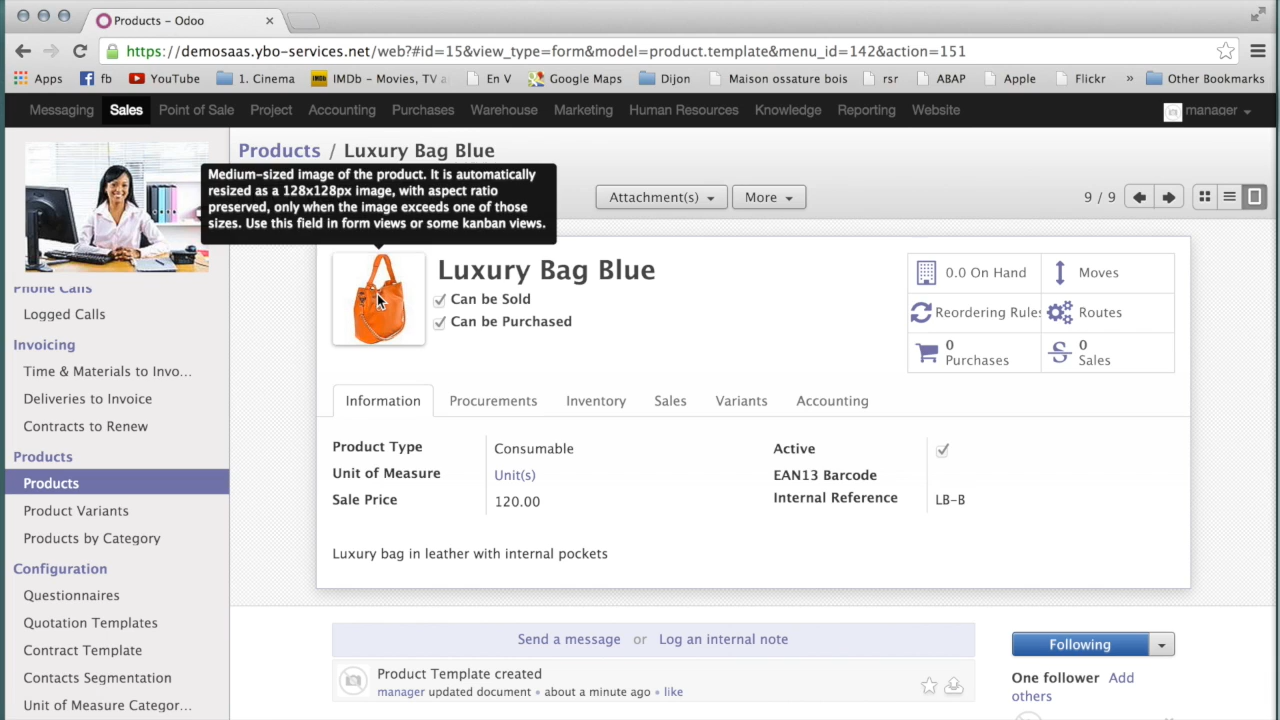 Products – Odoo
https://demosaas.ybo-services.net/web?#id=15&view_type=form&model=product.template&menu_id=142&action=151
Apps fb YouTube 1. Cinema IMDb - Movies, TV a En V Google Maps Dijon Maison ossature bois rsr ABAP Apple Flickr » Other Bookmarks
Messaging Sales Point of Sale Project Accounting Purchases Warehouse Marketing Human Resources Knowledge Reporting Website manager
Products / Luxury Bag Blue
Medium-sized image of the product. It is automatically
resized as a 128x128px image, with aspect ratio
preserved, only when the image exceeds one of those
sizes. Use this field in form views or some kanban views.
Attachment(s) More 9 / 9
Phone Calls
Logged Calls
Invoicing
Time & Materials to Invo...
Deliveries to Invoice
Contracts to Renew
Products
Products
Product Variants
Products by Category
Configuration
Questionnaires
Quotation Templates
Contract Template
Contacts Segmentation
Unit of Measure Categor...
Luxury Bag Blue
Can be Sold
Can be Purchased
0.0 On Hand Moves
Reordering Rules Routes
0 Purchases 0 Sales
Information Procurements Inventory Sales Variants Accounting
Product Type Consumable
Unit of Measure Unit(s)
Sale Price 120.00
Active
EAN13 Barcode
Internal Reference LB-B
Luxury bag in leather with internal pockets
Send a message or Log an internal note
Product Template created
manager updated document • about a minute ago • like
Following
One follower Add
others